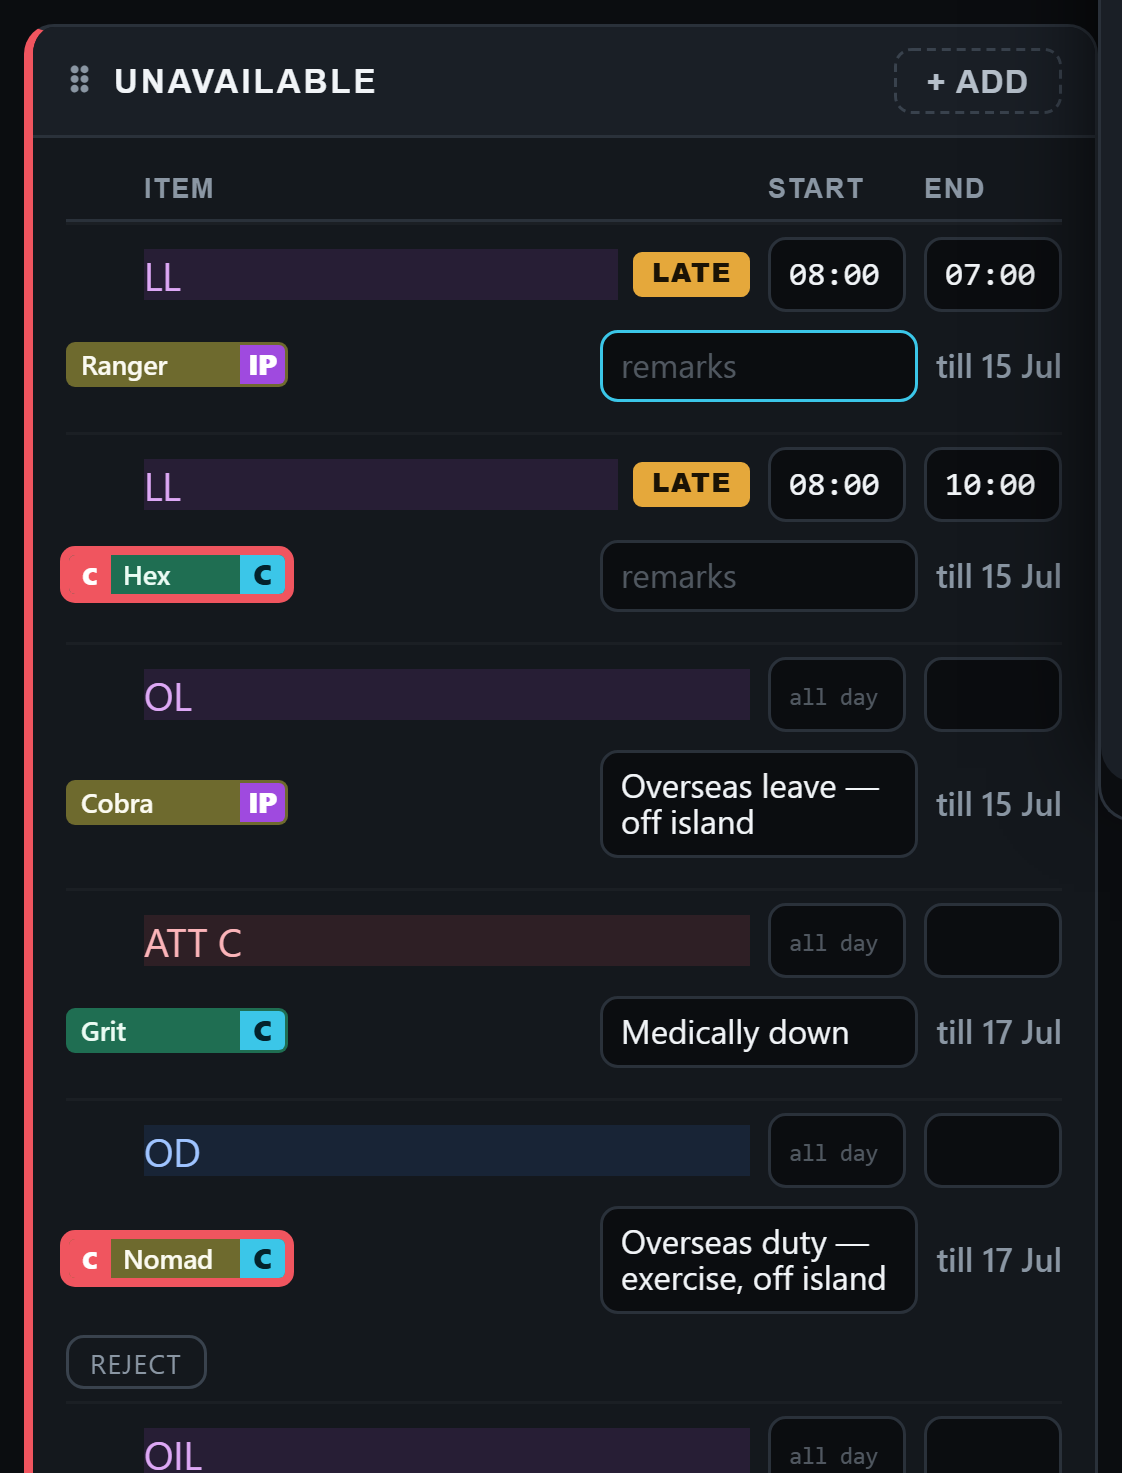 UNAVAILABLE
+ ADD
ITEM START END
LL LATE 08:00 07:00
Ranger IP remarks till 15 Jul
LL LATE 08:00 10:00
C Hex C remarks till 15 Jul
OL all day
Cobra IP Overseas leave —
off island till 15 Jul
ATT C all day
Grit C Medically down till 17 Jul
OD all day
C Nomad C Overseas duty —
exercise, off island till 17 Jul
REJECT
OIL all day